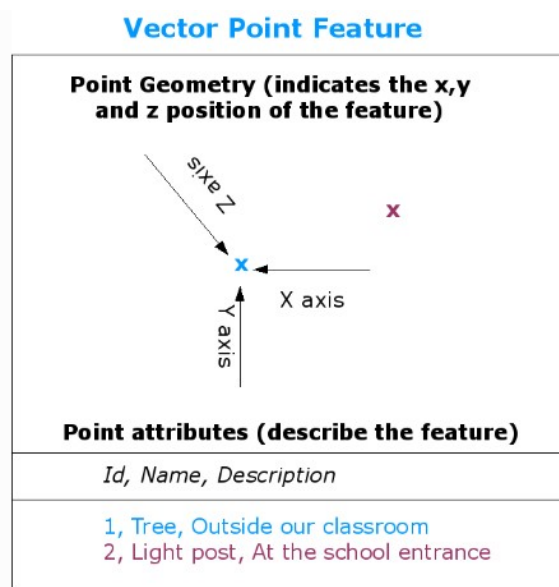 Vector Point Feature
Point Geometry (indicates the x,y
and z position of the feature)
Z axis
x
x
X axis
Y axis
Point attributes (describe the feature)
Id, Name, Description
1, Tree, Outside our classroom
2, Light post, At the school entrance